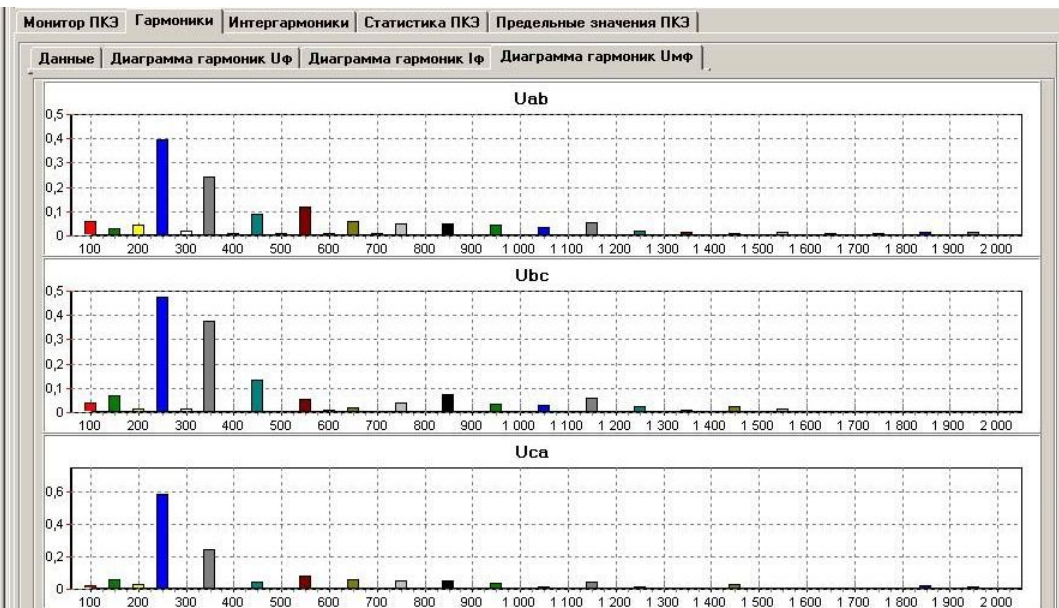 Монитор ПКЭ Гармоники Интергармоники Статистика ПКЭ Предельные значения ПКЭ
Данные Диаграмма гармоник Uф Диаграмма гармоник Iф Диаграмма гармоник Uмф
Uab
0,5
0,4
0,3
0,2
0,1
0
100 200 300 400 500 600 700 800 900 1 000 1 100 1 200 1 300 1 400 1 500 1 600 1 700 1 800 1 900 2 000
Ubc
0,5
0,4
0,3
0,2
0,1
0
100 200 300 400 500 600 700 800 900 1 000 1 100 1 200 1 300 1 400 1 500 1 600 1 700 1 800 1 900 2 000
Uca
0,6
0,4
0,2
0
100 200 300 400 500 600 700 800 900 1 000 1 100 1 200 1 300 1 400 1 500 1 600 1 700 1 800 1 900 2 000